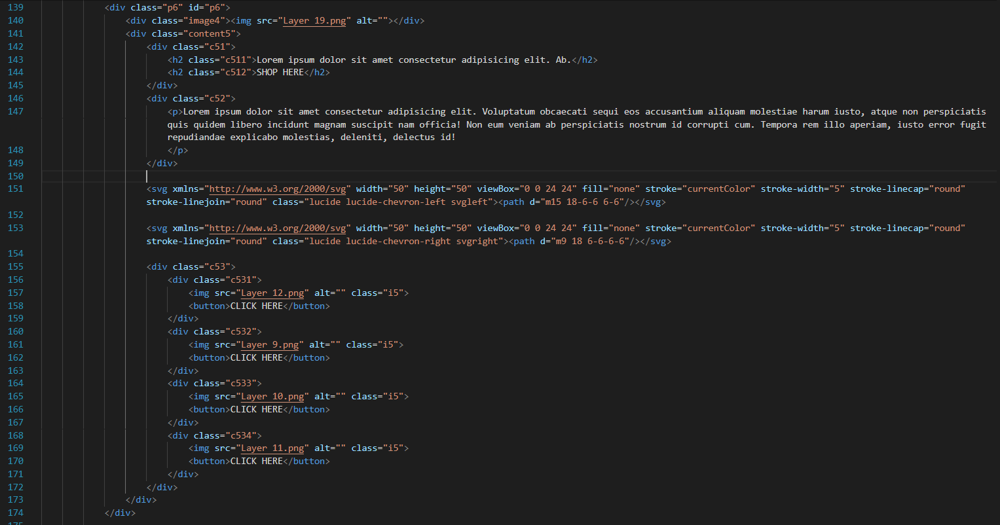 139 <div class="p6" id="p6">
140 <div class="image4"><img src="Layer 19.png" alt=""></div>
141 <div class="content5">
142 <div class="c51">
143 <h2 class="c511">Lorem ipsum dolor sit amet consectetur adipisicing elit. Ab.</h2>
144 <h2 class="c512">SHOP HERE</h2>
145 </div>
146 <div class="c52">
147 <p>Lorem ipsum dolor sit amet consectetur adipisicing elit. Voluptatum obcaecati sequi eos accusantium aliquam molestiae harum iusto, atque non perspiciatis
quis quidem libero incidunt magnam suscipit nam officia! Non eum veniam ab perspiciatis nostrum id corrupti cum. Tempora rem illo aperiam, iusto error fugit
repudiandae explicabo molestias, deleniti, delectus id!
148 </p>
149 </div>
150
151 <svg xmlns="http://www.w3.org/2000/svg" width="50" height="50" viewBox="0 0 24 24" fill="none" stroke="currentColor" stroke-width="5" stroke-linecap="round"
stroke-linejoin="round" class="lucide lucide-chevron-left svgleft"><path d="m15 18-6-6 6-6"/></svg>
152
153 <svg xmlns="http://www.w3.org/2000/svg" width="50" height="50" viewBox="0 0 24 24" fill="none" stroke="currentColor" stroke-width="5" stroke-linecap="round"
stroke-linejoin="round" class="lucide lucide-chevron-right svgright"><path d="m9 18 6-6-6-6"/></svg>
154
155 <div class="c53">
156 <div class="c531">
157 <img src="Layer 12.png" alt="" class="i5">
158 <button>CLICK HERE</button>
159 </div>
160 <div class="c532">
161 <img src="Layer 9.png" alt="" class="i5">
162 <button>CLICK HERE</button>
163 </div>
164 <div class="c533">
165 <img src="Layer 10.png" alt="" class="i5">
166 <button>CLICK HERE</button>
167 </div>
168 <div class="c534">
169 <img src="Layer 11.png" alt="" class="i5">
170 <button>CLICK HERE</button>
171 </div>
172 </div>
173 </div>
174 </div>
175